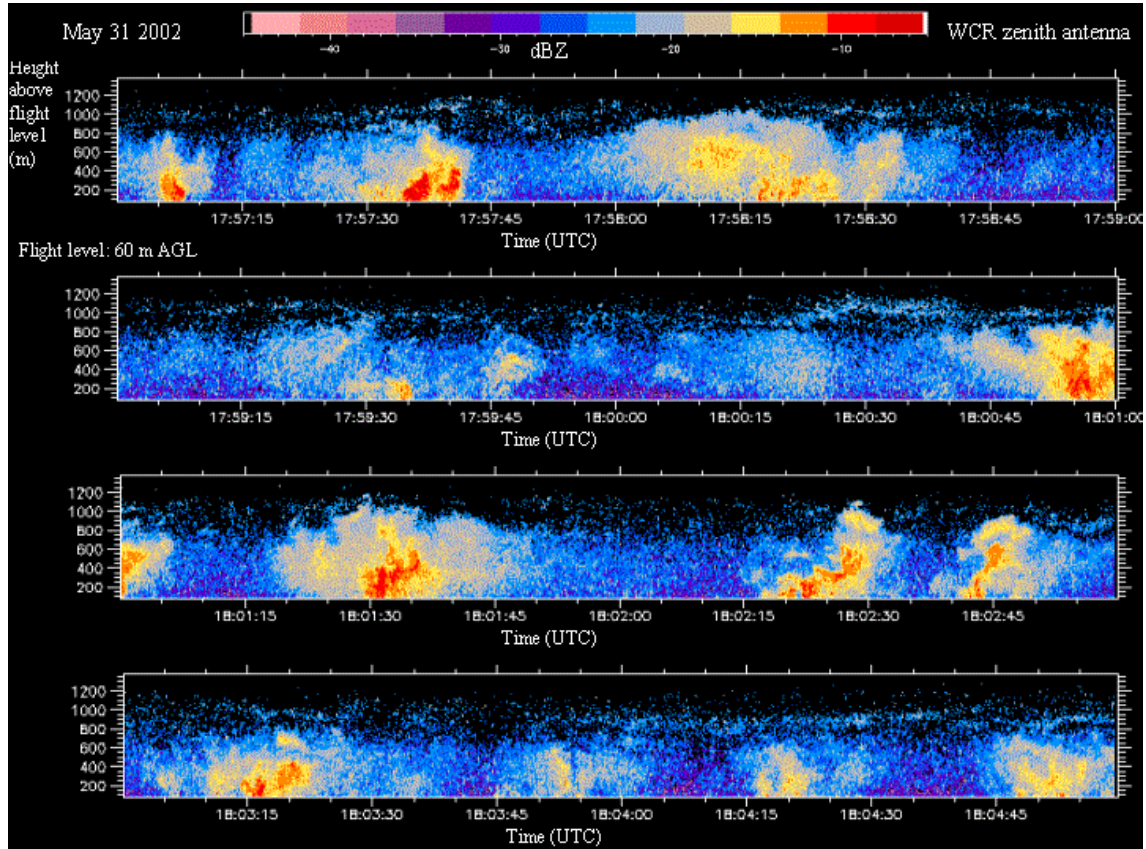 May 31 2002
-40 -30 -20 -10
dBZ
WCR zenith antenna
Height
above
flight
level
(m)
1200
1000
800
600
400
200
17:57:15 17:57:30 17:57:45 17:58:00 17:58:15 17:58:30 17:58:45 17:59:00
Time (UTC)
Flight level: 60 m AGL
1200
1000
800
600
400
200
17:59:15 17:59:30 17:59:45 18:00:00 18:00:15 18:00:30 18:00:45 18:01:00
Time (UTC)
1200
1000
800
600
400
200
18:01:15 18:01:30 18:01:45 18:02:00 18:02:15 18:02:30 18:02:45
Time (UTC)
1200
1000
800
600
400
200
18:03:15 18:03:30 18:03:45 18:04:00 18:04:15 18:04:30 18:04:45
Time (UTC)